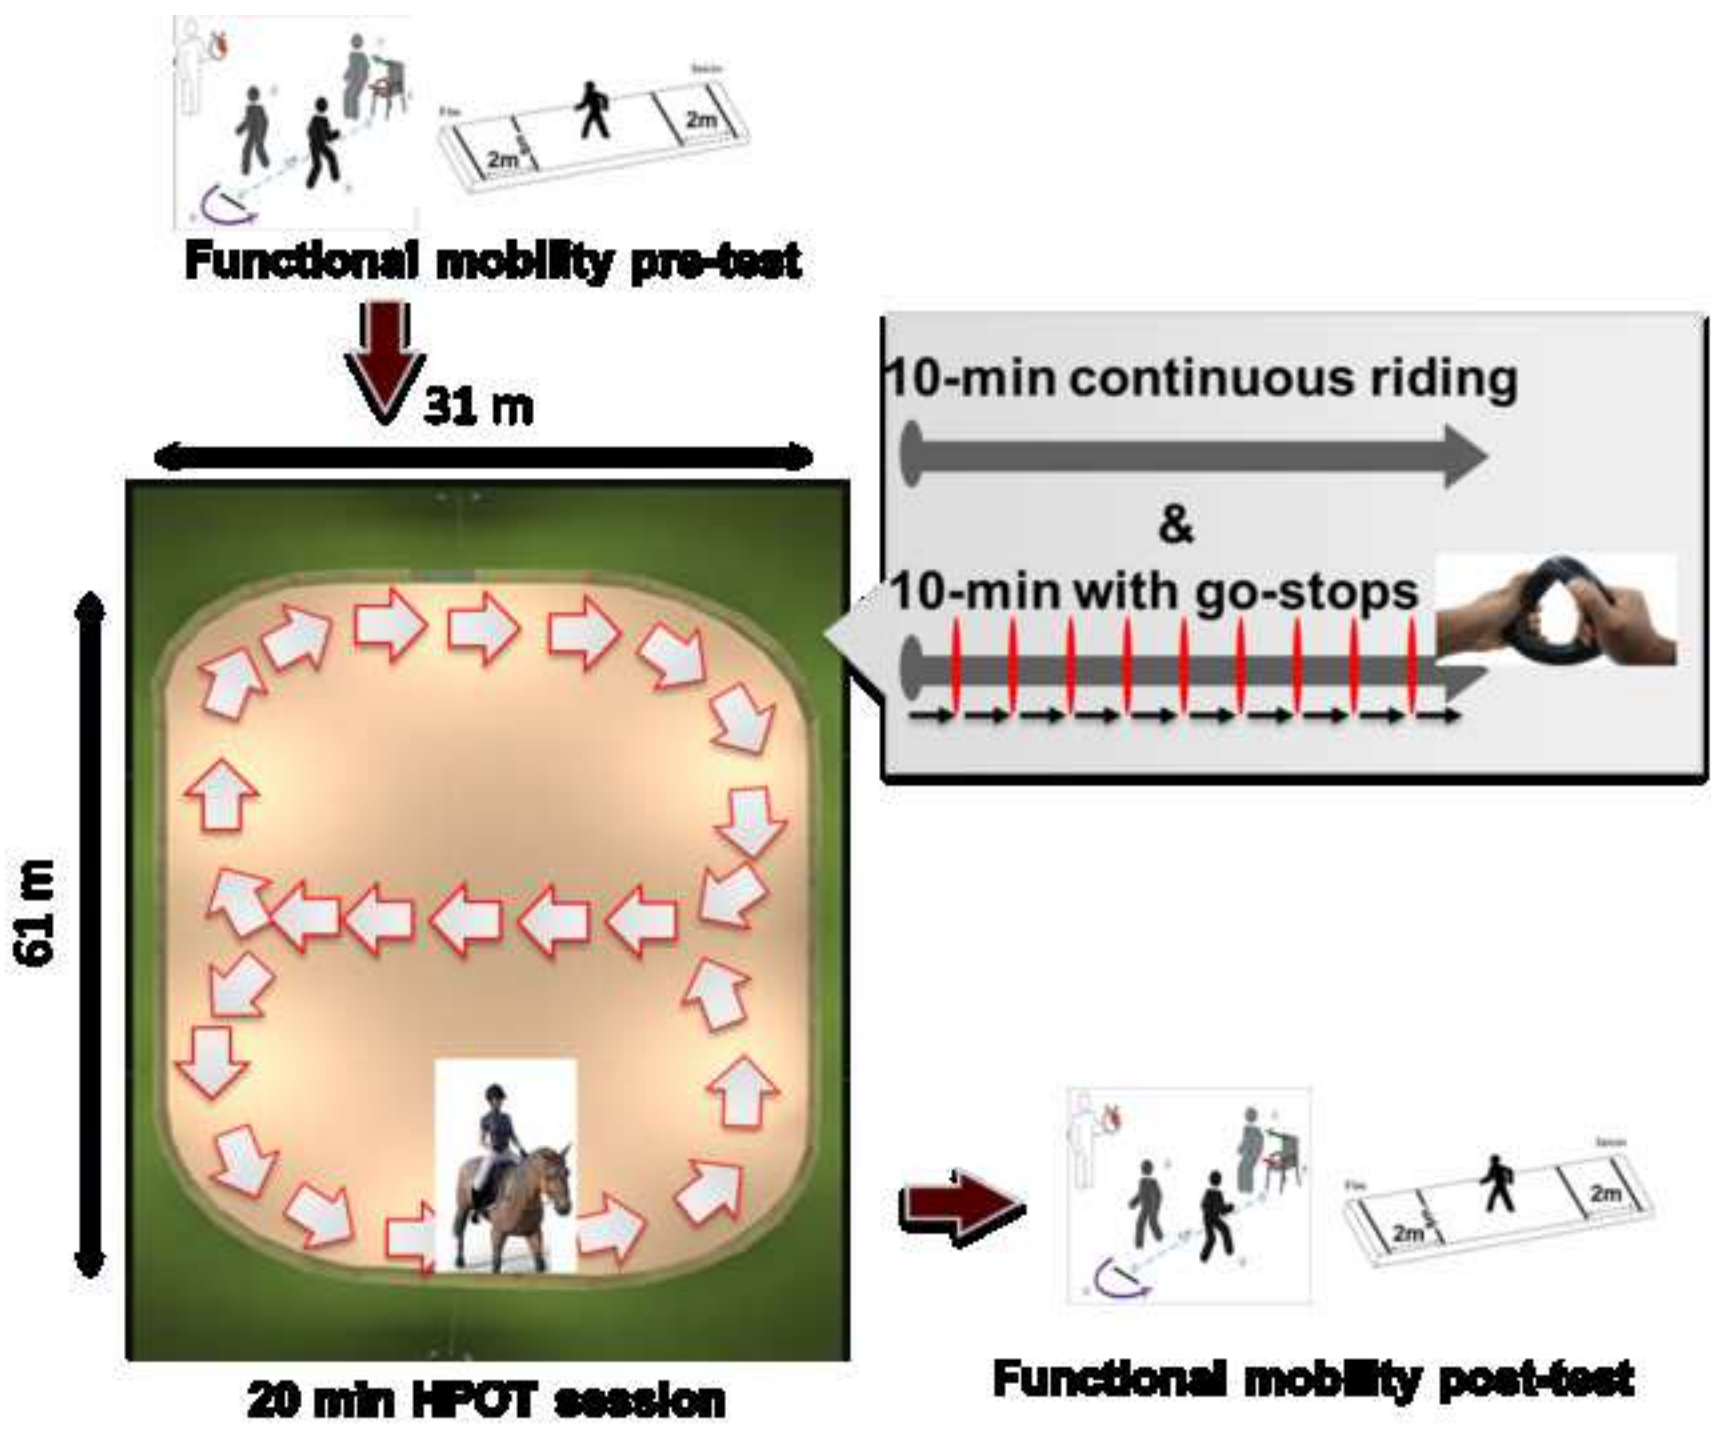 2m
2m
Functional mobility pre-test
31 m
10-min continuous riding
&
10-min with go-stops
61 m
20 min HPOT session
2m
2m
Functional mobility post-test